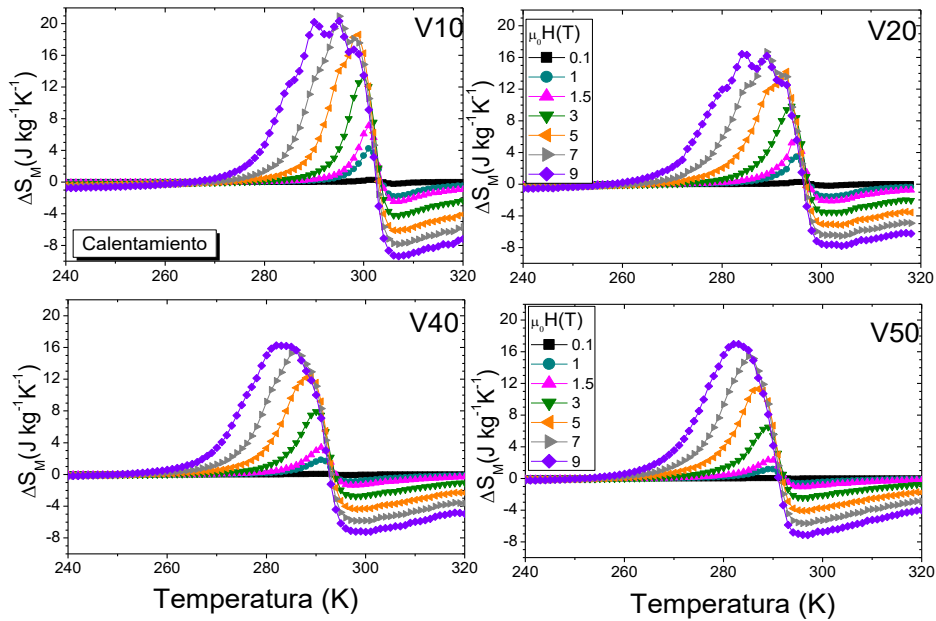 V10
ΔS_M(J kg⁻¹K⁻¹)
20
16
12
8
4
0
-4
-8
Calentamiento
240 260 280 300 320
V20
ΔS_M(J kg⁻¹K⁻¹)
20
16
12
8
4
0
-4
-8
μ₀H(T)
0.1
1
1.5
3
5
7
9
240 260 280 300 320
V40
ΔS_M(J kg⁻¹K⁻¹)
20
16
12
8
4
0
-4
-8
240 260 280 300 320
Temperatura (K)
V50
ΔS_M(J kg⁻¹K⁻¹)
20
16
12
8
4
0
-4
-8
μ₀H(T)
0.1
1
1.5
3
5
7
9
240 260 280 300 320
Temperatura (K)